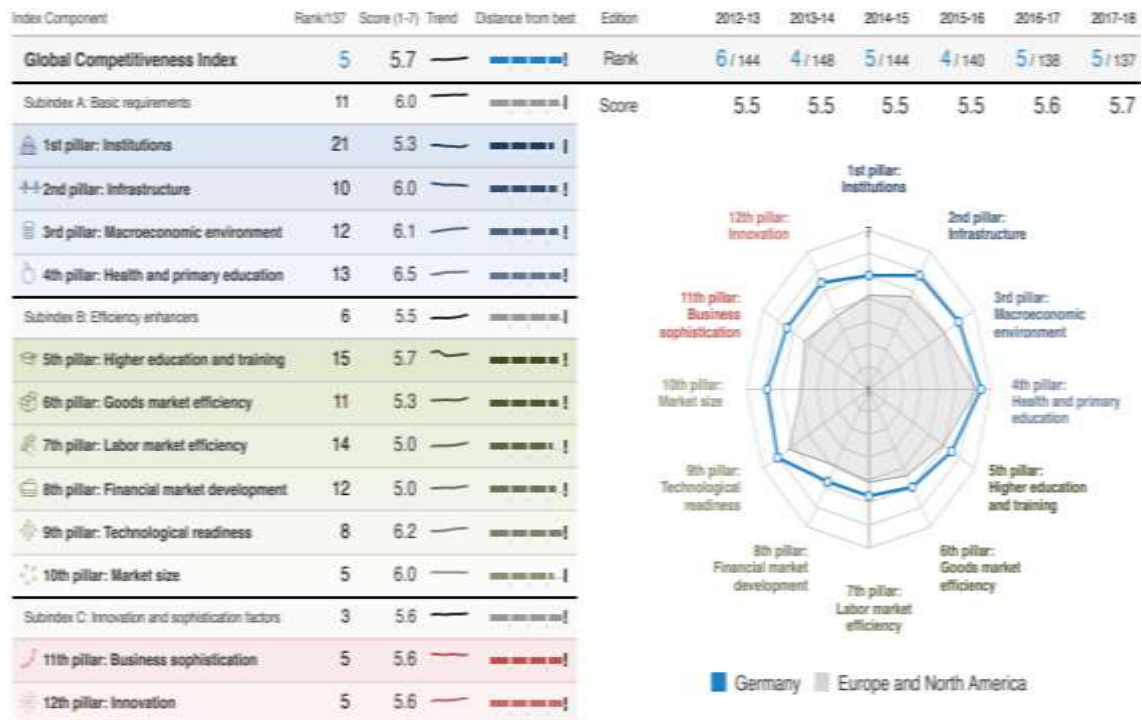 Index Component Rank/137 Score (1-7) Trend Distance from best
Global Competitiveness Index 5 5.7
Subindex A: Basic requirements 11 6.0
1st pillar: Institutions 21 5.3
2nd pillar: Infrastructure 10 6.0
3rd pillar: Macroeconomic environment 12 6.1
4th pillar: Health and primary education 13 6.5
Subindex B: Efficiency enhancers 6 5.5
5th pillar: Higher education and training 15 5.7
6th pillar: Goods market efficiency 11 5.3
7th pillar: Labor market efficiency 14 5.0
8th pillar: Financial market development 12 5.0
9th pillar: Technological readiness 8 6.2
10th pillar: Market size 5 6.0
Subindex C: Innovation and sophistication factors 3 5.6
11th pillar: Business sophistication 5 5.6
12th pillar: Innovation 5 5.6
Edition 2012-13 2013-14 2014-15 2015-16 2016-17 2017-18
Rank 6 / 144 4 / 148 5 / 144 4 / 140 5 / 138 5 / 137
Score 5.5 5.5 5.5 5.5 5.6 5.7
1st pillar:
Institutions
2nd pillar:
Infrastructure
3rd pillar:
Macroeconomic
environment
4th pillar:
Health and primary
education
5th pillar:
Higher education
and training
6th pillar:
Goods market
efficiency
7th pillar:
Labor market
efficiency
8th pillar:
Financial market
development
9th pillar:
Technological
readiness
10th pillar:
Market size
11th pillar:
Business
sophistication
12th pillar:
Innovation
7
Germany Europe and North America